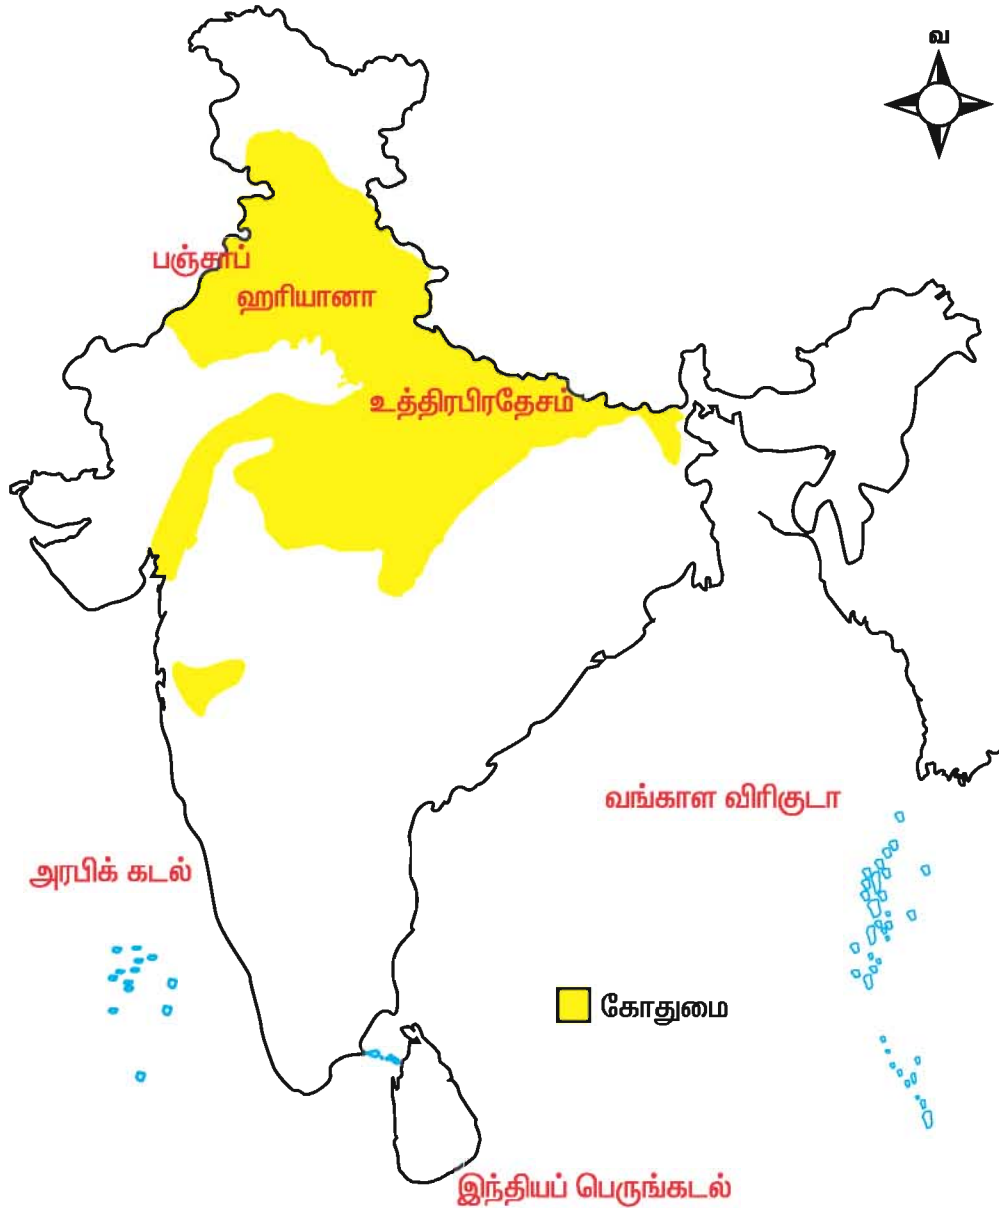 வ
பஞ்சாப்
ஹரியானா
உத்திரபிரதேசம்
வங்காள விரிகுடா
அரபிக் கடல்
கோதுமை
இந்தியப் பெருங்கடல்